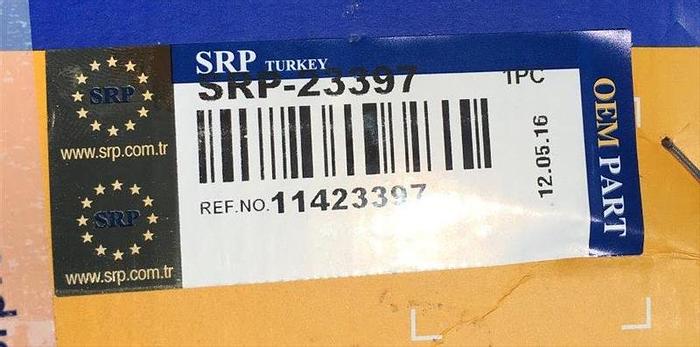 SRP
www.srp.com.tr
SRP
www.srp.com.tr
SRP TURKEY
SRP-23397
1PC
REF.NO.11423397
12.05.16
OEM PART